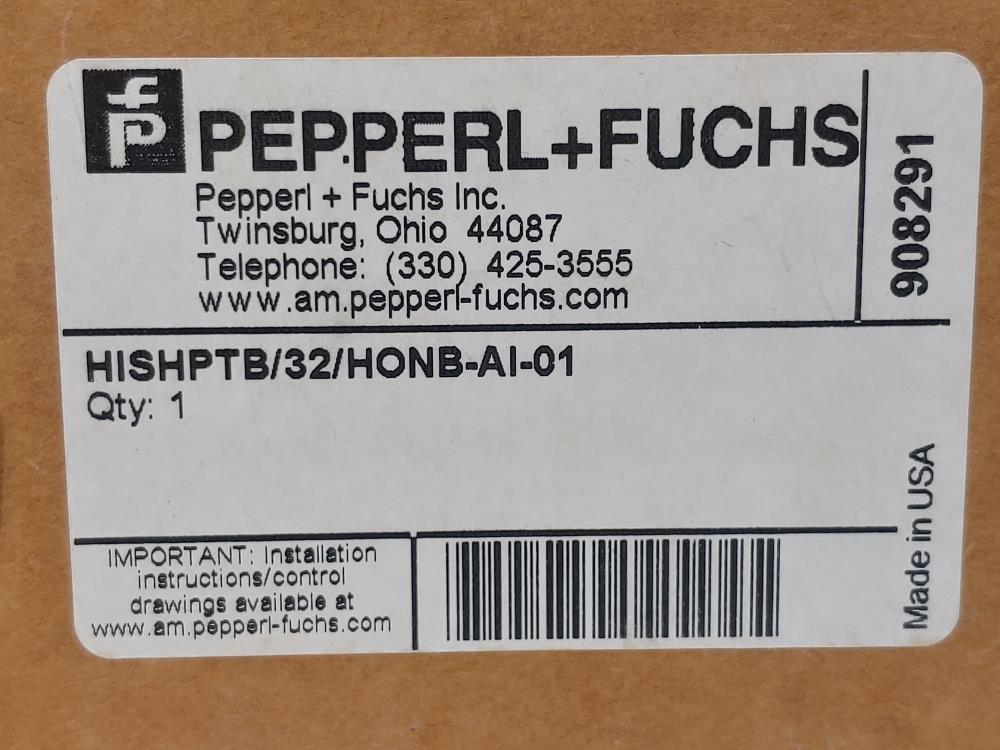 fp
PEPPERL+FUCHS
Pepperl + Fuchs Inc.
Twinsburg, Ohio 44087
Telephone: (330) 425-3555
www.am.pepperl-fuchs.com
908291
HISHPTB/32/HONB-AI-01
Qty: 1
Made in USA
IMPORTANT: Installation
instructions/control
drawings available at
www.am.pepperl-fuchs.com